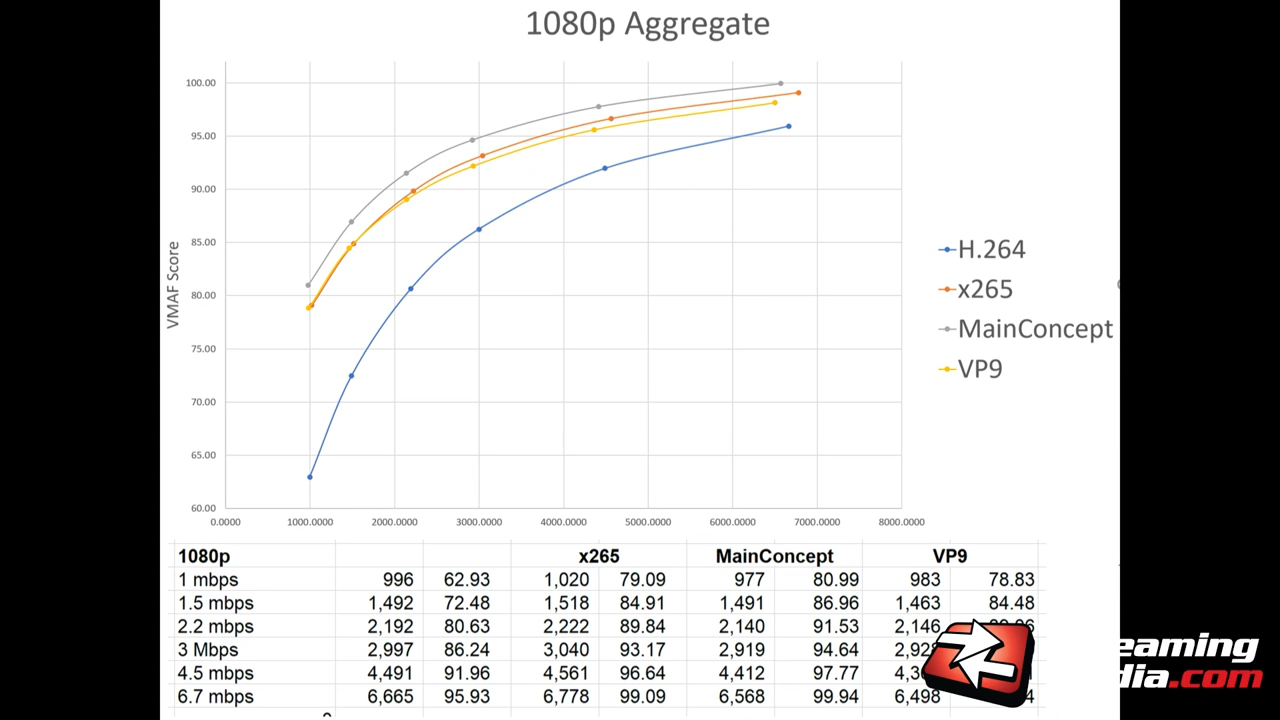 1080p Aggregate
100.00
95.00
90.00
85.00
80.00
75.00
70.00
65.00
60.00
VMAF Score
0.0000 1000.0000 2000.0000 3000.0000 4000.0000 5000.0000 6000.0000 7000.0000 8000.0000
H.264
x265
MainConcept
VP9
1080p x265 MainConcept VP9
1 mbps 996 62.93 1,020 79.09 977 80.99 983 78.83
1.5 mbps 1,492 72.48 1,518 84.91 1,491 86.96 1,463 84.48
2.2 mbps 2,192 80.63 2,222 89.84 2,140 91.53 2,146
3 Mbps 2,997 86.24 3,040 93.17 2,919 94.64
4.5 mbps 4,491 91.96 4,561 96.64 4,412 97.77
6.7 mbps 6,665 95.93 6,778 99.09 6,568 99.94 6,498
eaming
dia.com